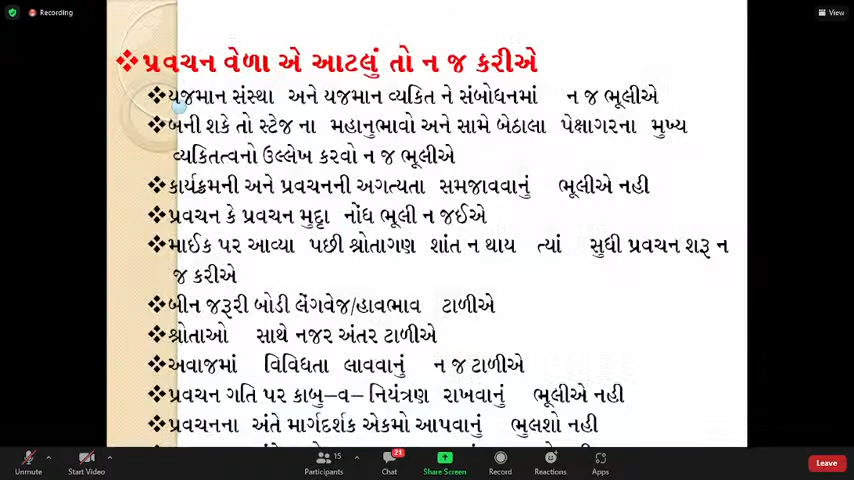 Recording
View
પ્રવચન વેળા એ આટલું તો ન જ કરીએ
યજમાન સંસ્થા અને યજમાન વ્યકિત ને સંબોધનમાં ન જ ભૂલીએ
બની શકે તો સ્ટેજ ના મહાનુભાવો અને સામે બેઠાલા પેક્ષાગરના મુખ્ય
વ્યકિતત્વનો ઉલ્લેખ કરવો ન જ ભૂલીએ
કાર્યક્રમની અને પ્રવચનની અગત્યતા સમજાવવાનું ભૂલીએ નહી
પ્રવચન કે પ્રવચન મુદ્દા નોંધ ભૂલી ન જઈએ
માઈક પર આવ્યા પછી શ્રોતાગણ શાંત ન થાય ત્યાં સુધી પ્રવચન શરૂ ન
જ કરીએ
બીન જરૂરી બોડી લેંગવેજ/હાવભાવ ટાળીએ
શ્રોતાઓ સાથે નજર અંતર ટાળીએ
અવાજમાં વિવિધતા લાવવાનું ન જ ટાળીએ
પ્રવચન ગતિ પર કાબુ–વ– નિયંત્રણ રાખવાનું ભૂલીએ નહી
પ્રવચનના અંતે માર્ગદર્શક એકમો આપવાનું ભુલશો નહી
Unmute
Start Video
15
Participants
21
Chat
Share Screen
Record
Reactions
Apps
Leave